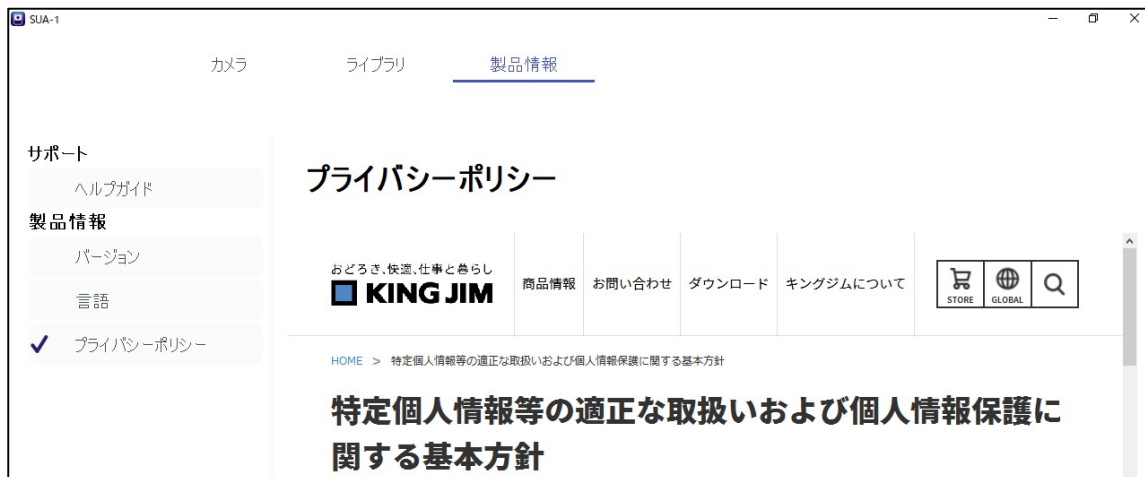 SUA-1
カメラ ライブラリ 製品情報
サポート
ヘルプガイド
製品情報
バージョン
言語
プライバシーポリシー
プライバシーポリシー
おどろき、快適、仕事と暮らし
KING JIM
商品情報 お問い合わせ ダウンロード キングジムについて
STORE GLOBAL
HOME > 特定個人情報等の適正な取扱いおよび個人情報保護に関する基本方針
特定個人情報等の適正な取扱いおよび個人情報保護に
関する基本方針